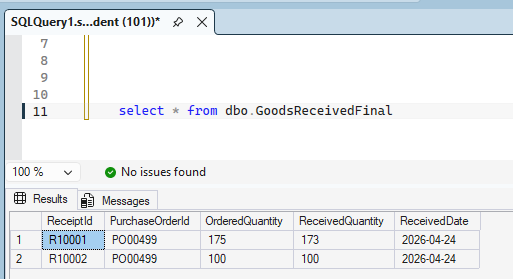 SQLQuery1.s...dent (101))*
7
8
9
10
11 select * from dbo.GoodsReceivedFinal
100 %
No issues found
Results Messages
ReceiptId PurchaseOrderId OrderedQuantity ReceivedQuantity ReceivedDate
1 R10001 PO00499 175 173 2026-04-24
2 R10002 PO00499 100 100 2026-04-24